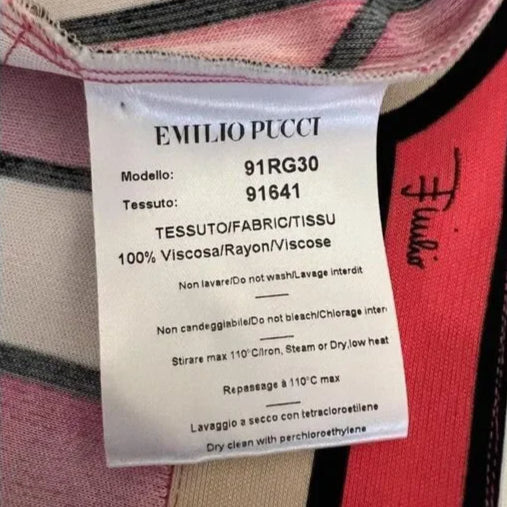 EMILIO PUCCI
Modello: 91RG30
Tessuto: 91641
TESSUTO/FABRIC/TISSU
100% Viscosa/Rayon/Viscose
Non lavare/Do not wash/Lavage interdit
Non candeggiabile/Do not bleach/Chlorage inter
Stirare max 110°C/Iron, Steam or Dry,low heat
Repassage à 110°C max
Lavaggio a secco con tetracloroetilene
Dry clean with perchloroethylene
Emilio